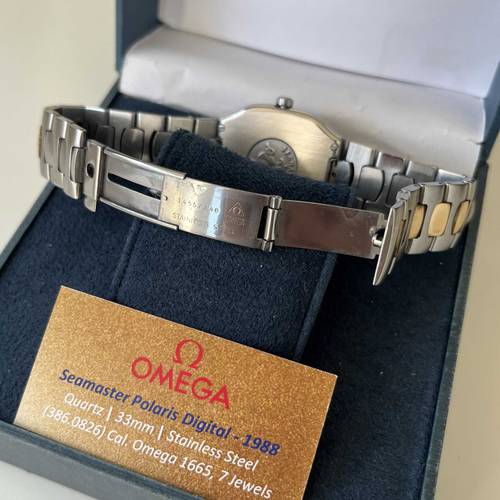 STAINLESS STEEL
Ω
OMEGA
Seamaster Polaris Digital - 1988
Quartz | 33mm | Stainless Steel
(386.0826) Cal. Omega 1665, 7 Jewels